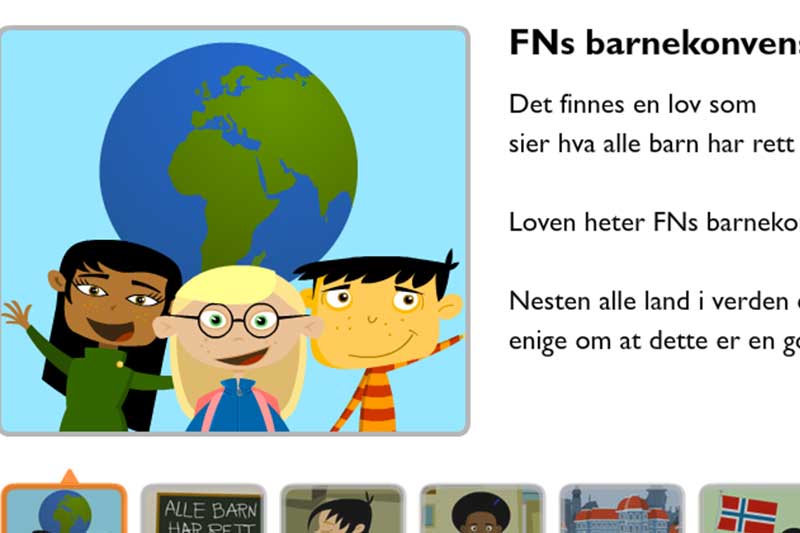 FNs barnekonvens
Det finnes en lov som
sier hva alle barn har rett
Loven heter FNs barneko
Nesten alle land i verden
enige om at dette er en go
ALLE BARN
HAR RETT